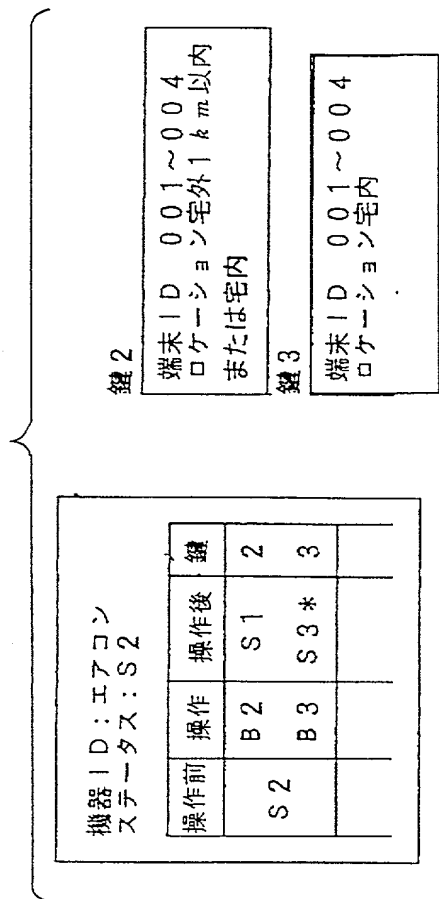 機器ID:エアコン
ステータス:S2
操作前 操作 操作後 鍵
S2 B2 S1 2
B3 S3* 3
鍵2
端末ID 001~004
ロケーション宅外1km以内
または宅内
鍵3
端末ID 001~004
ロケーション宅内